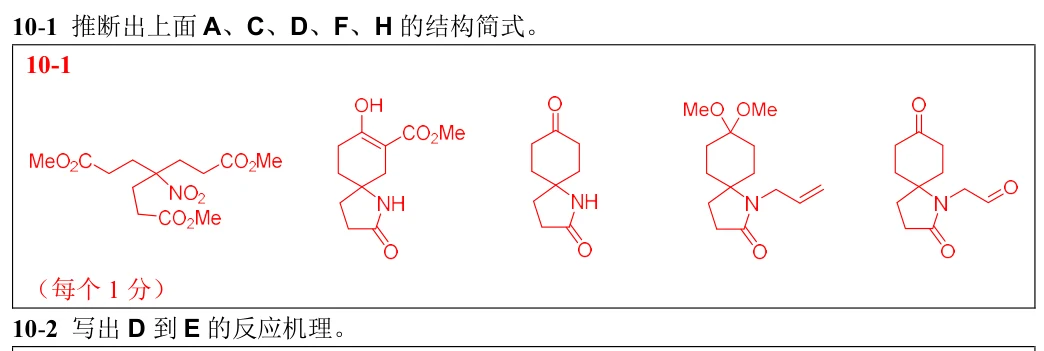 10-1 推断出上面 A、C、D、F、H 的结构简式。
10-1
MeO₂C CO₂Me NO₂ CO₂Me
OH CO₂Me NH O
O NH O
MeO OMe N O
O N O O
（每个 1 分）
10-2 写出 D 到 E 的反应机理。